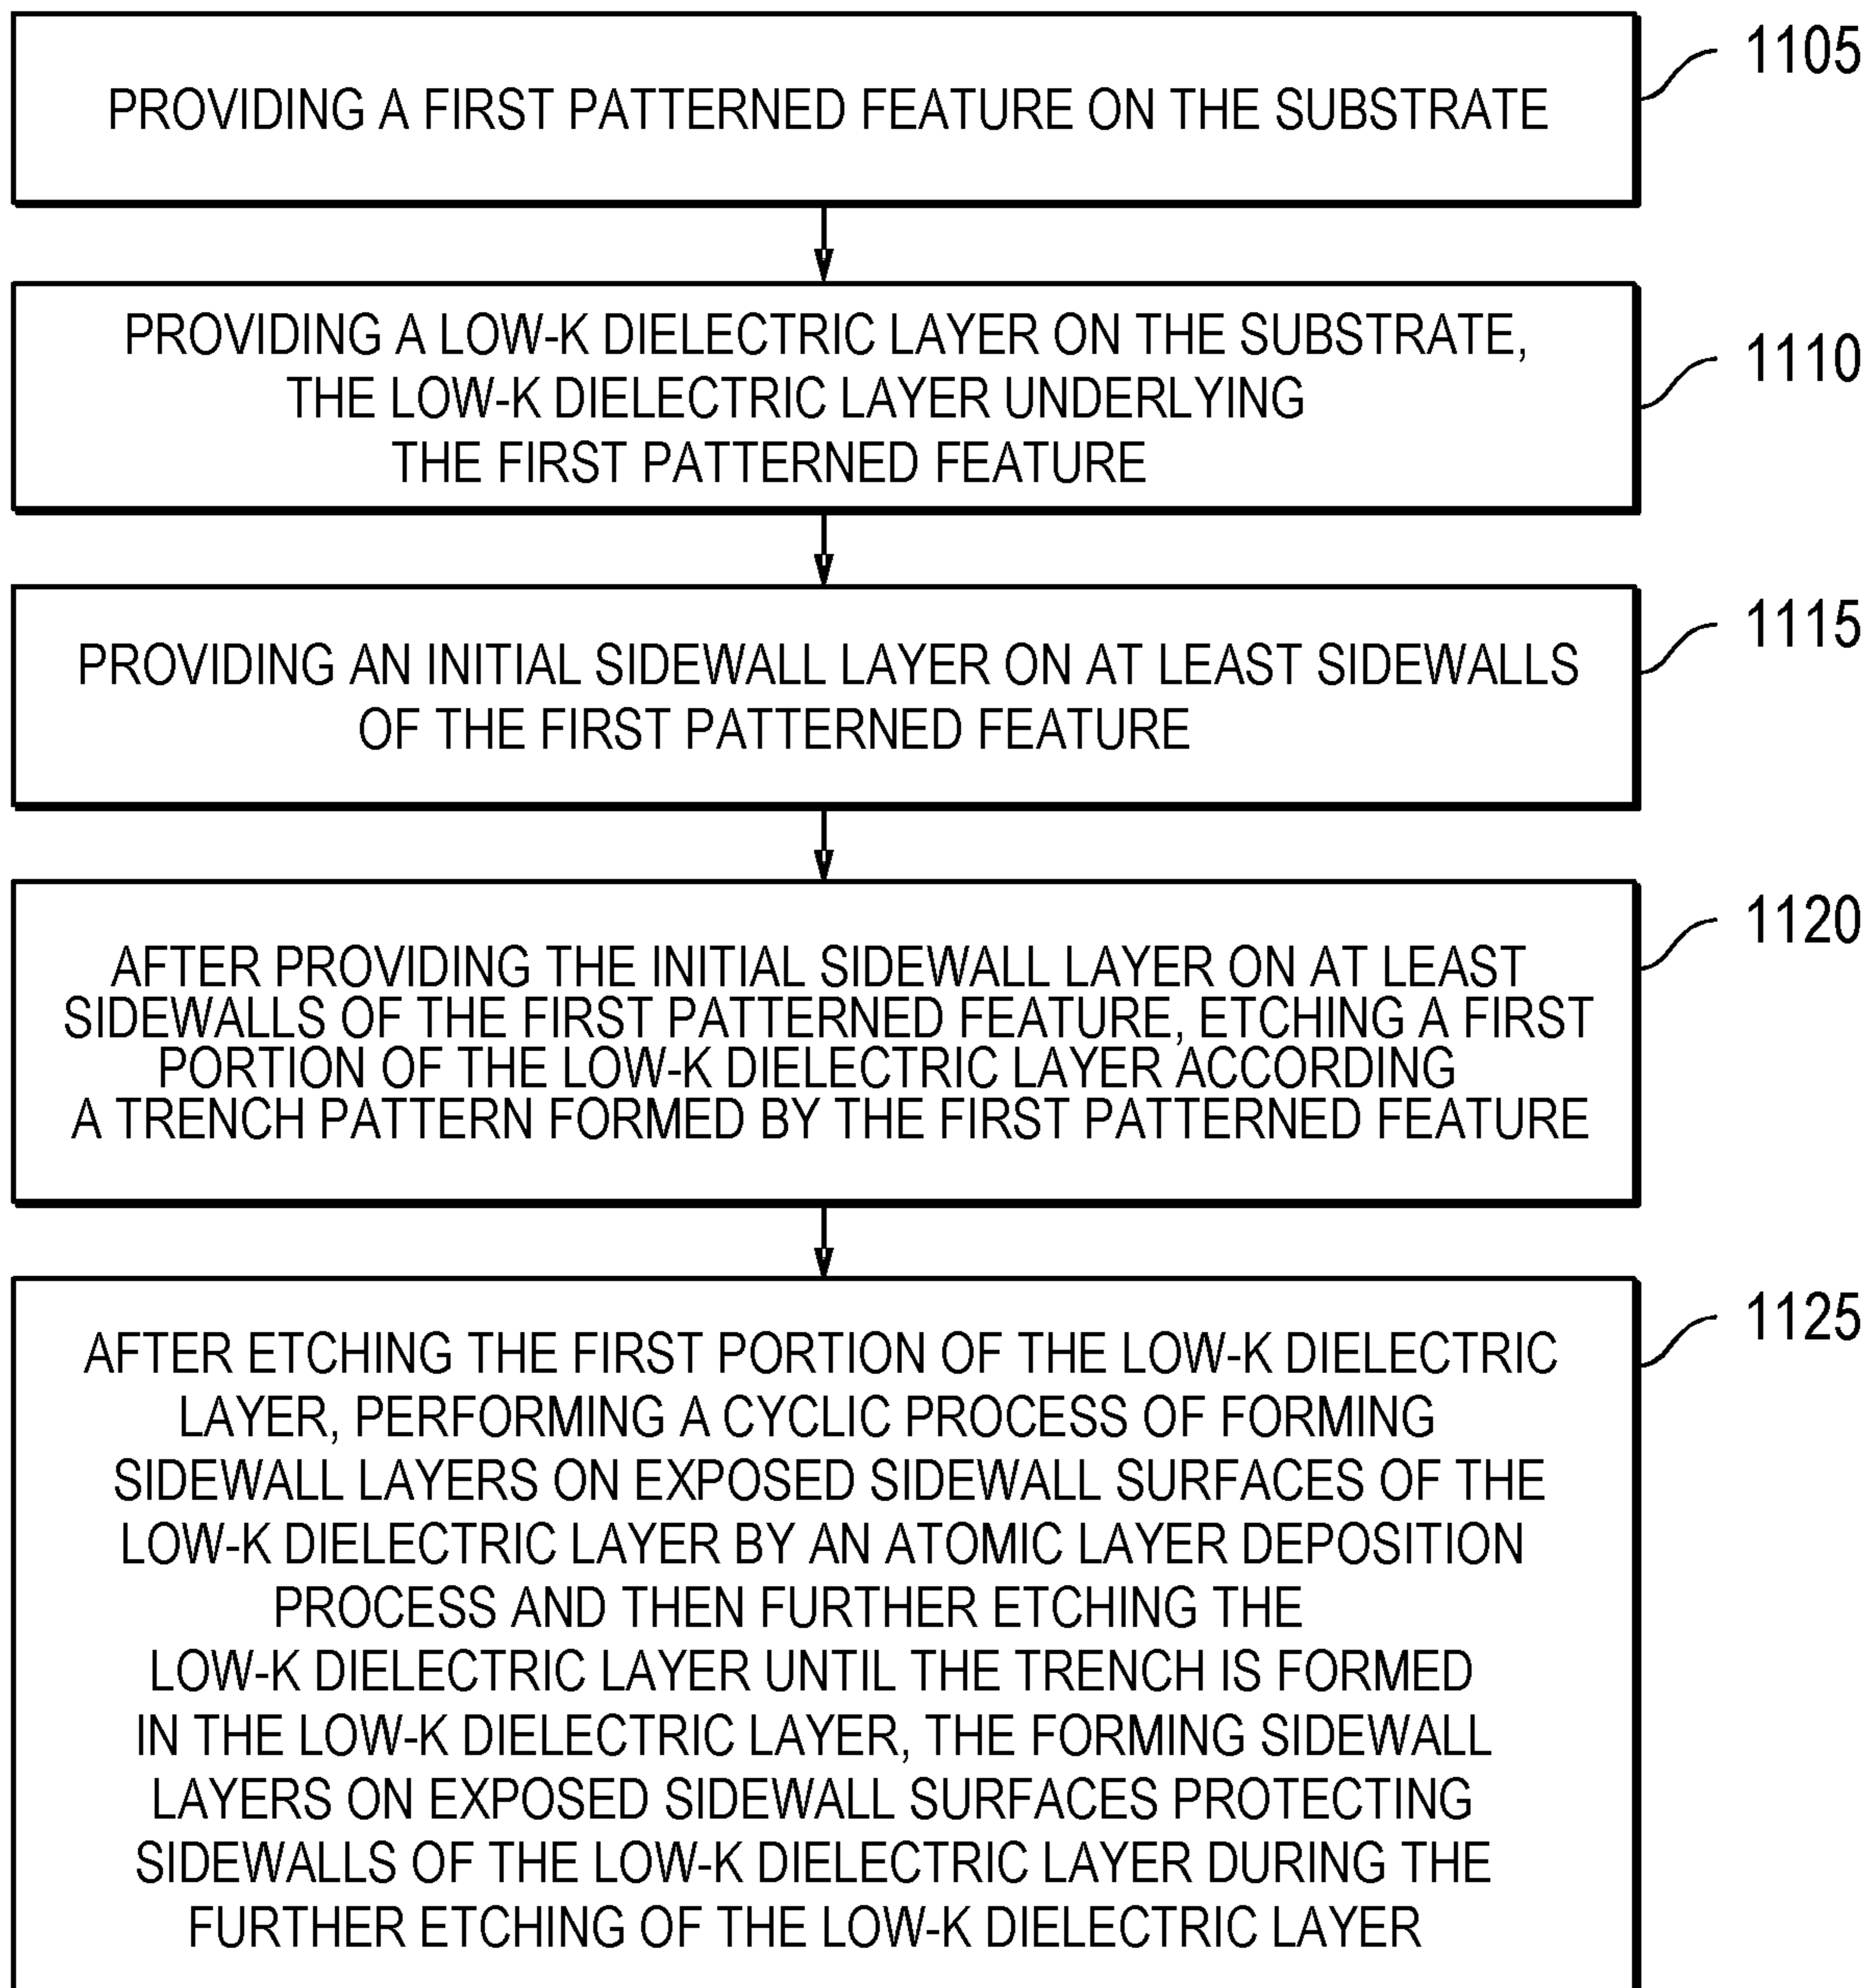 PROVIDING A FIRST PATTERNED FEATURE ON THE SUBSTRATE
1105
PROVIDING A LOW-K DIELECTRIC LAYER ON THE SUBSTRATE,
THE LOW-K DIELECTRIC LAYER UNDERLYING
THE FIRST PATTERNED FEATURE
1110
PROVIDING AN INITIAL SIDEWALL LAYER ON AT LEAST SIDEWALLS
OF THE FIRST PATTERNED FEATURE
1115
AFTER PROVIDING THE INITIAL SIDEWALL LAYER ON AT LEAST
SIDEWALLS OF THE FIRST PATTERNED FEATURE, ETCHING A FIRST
PORTION OF THE LOW-K DIELECTRIC LAYER ACCORDING
A TRENCH PATTERN FORMED BY THE FIRST PATTERNED FEATURE
1120
AFTER ETCHING THE FIRST PORTION OF THE LOW-K DIELECTRIC
LAYER, PERFORMING A CYCLIC PROCESS OF FORMING
SIDEWALL LAYERS ON EXPOSED SIDEWALL SURFACES OF THE
LOW-K DIELECTRIC LAYER BY AN ATOMIC LAYER DEPOSITION
PROCESS AND THEN FURTHER ETCHING THE
LOW-K DIELECTRIC LAYER UNTIL THE TRENCH IS FORMED
IN THE LOW-K DIELECTRIC LAYER, THE FORMING SIDEWALL
LAYERS ON EXPOSED SIDEWALL SURFACES PROTECTING
SIDEWALLS OF THE LOW-K DIELECTRIC LAYER DURING THE
FURTHER ETCHING OF THE LOW-K DIELECTRIC LAYER
1125